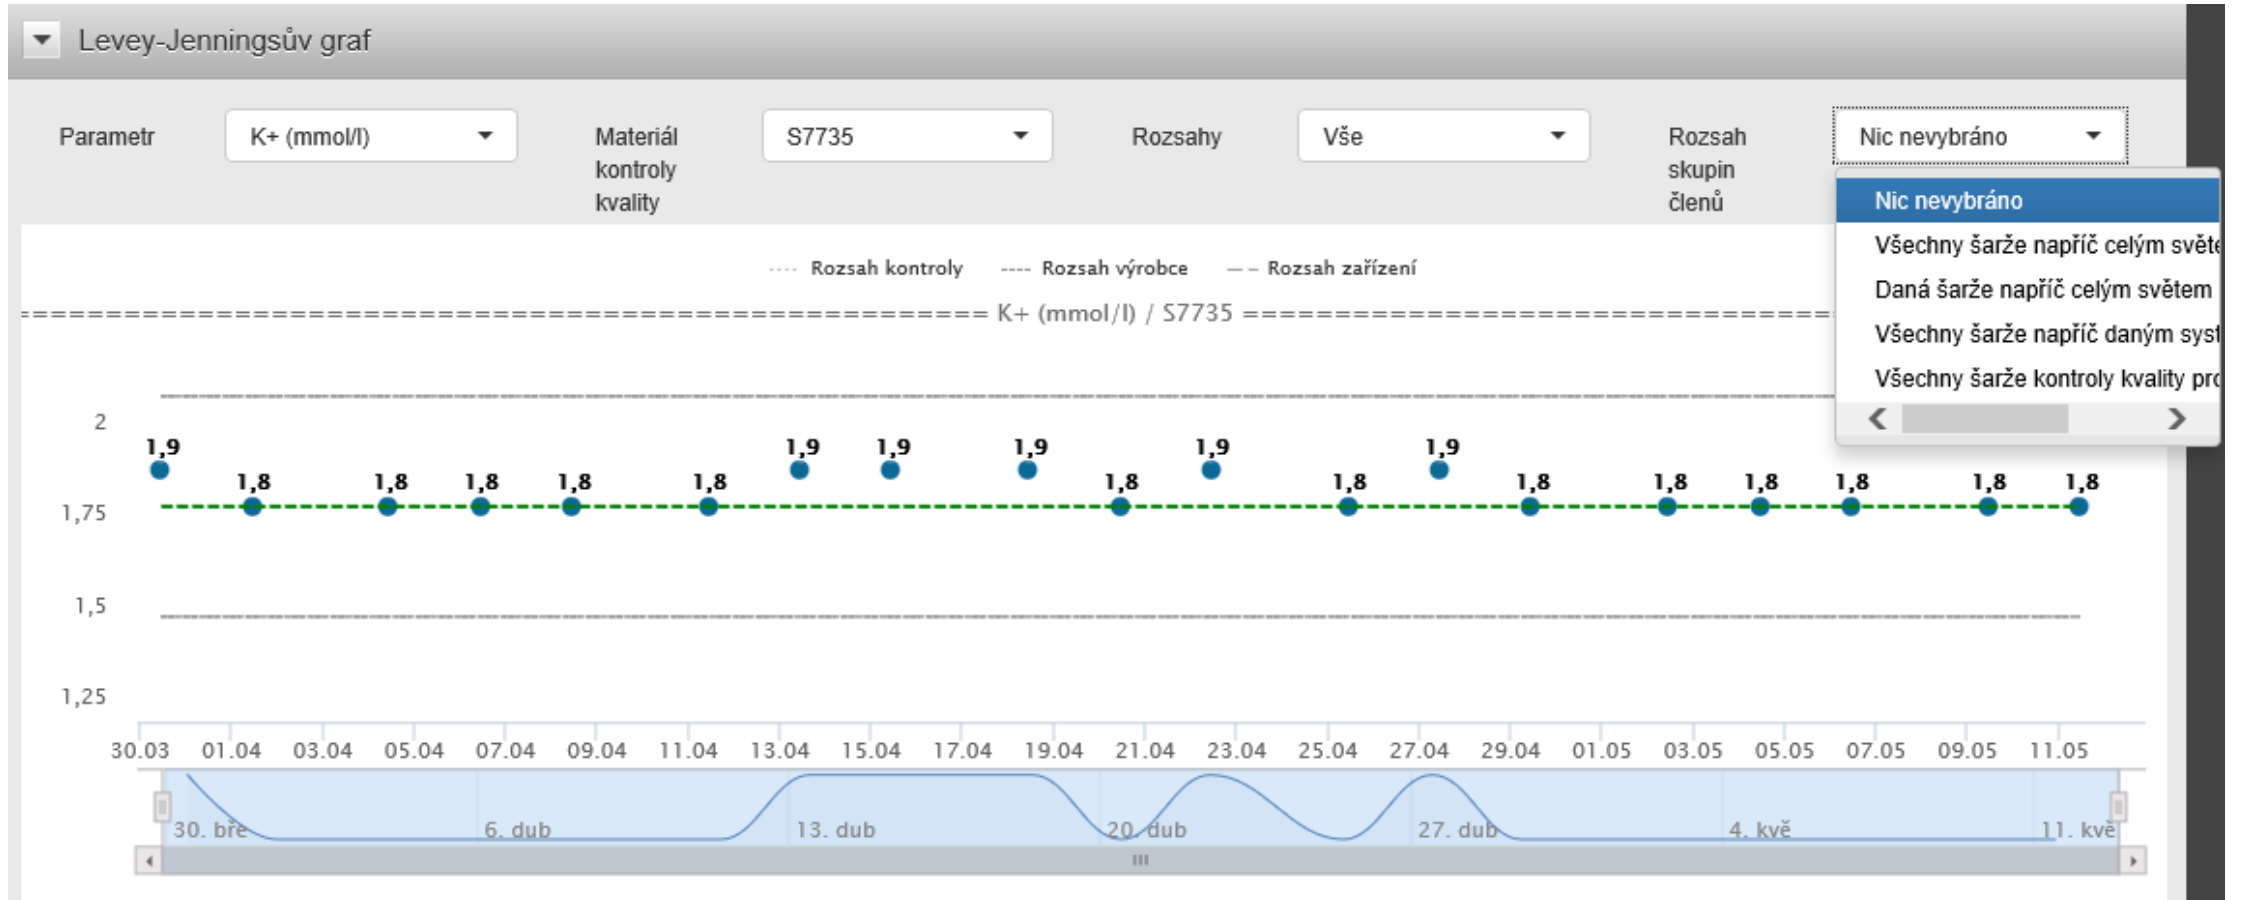 Levey-Jenningsův graf
Parametr
K+ (mmol/l)
Materiál
kontroly
kvality
S7735
Rozsahy
Vše
Rozsah
skupin
členů
Nic nevybráno
Nic nevybráno
Všechny šarže napříč celým světe
Daná šarže napříč celým světem
Všechny šarže napříč daným syst
Všechny šarže kontroly kvality pro
Rozsah kontroly
Rozsah výrobce
Rozsah zařízení
K+ (mmol/l) / S7735
2
1,75
1,5
1,25
1,9 1,8 1,8 1,8 1,8 1,8 1,9 1,9 1,9 1,8 1,9 1,8 1,9 1,8 1,8 1,8 1,8 1,8 1,8
30.03 01.04 03.04 05.04 07.04 09.04 11.04 13.04 15.04 17.04 19.04 21.04 23.04 25.04 27.04 29.04 01.05 03.05 05.05 07.05 09.05 11.05
30. bře 6. dub 13. dub 20. dub 27. dub 4. kvě 11. kvě